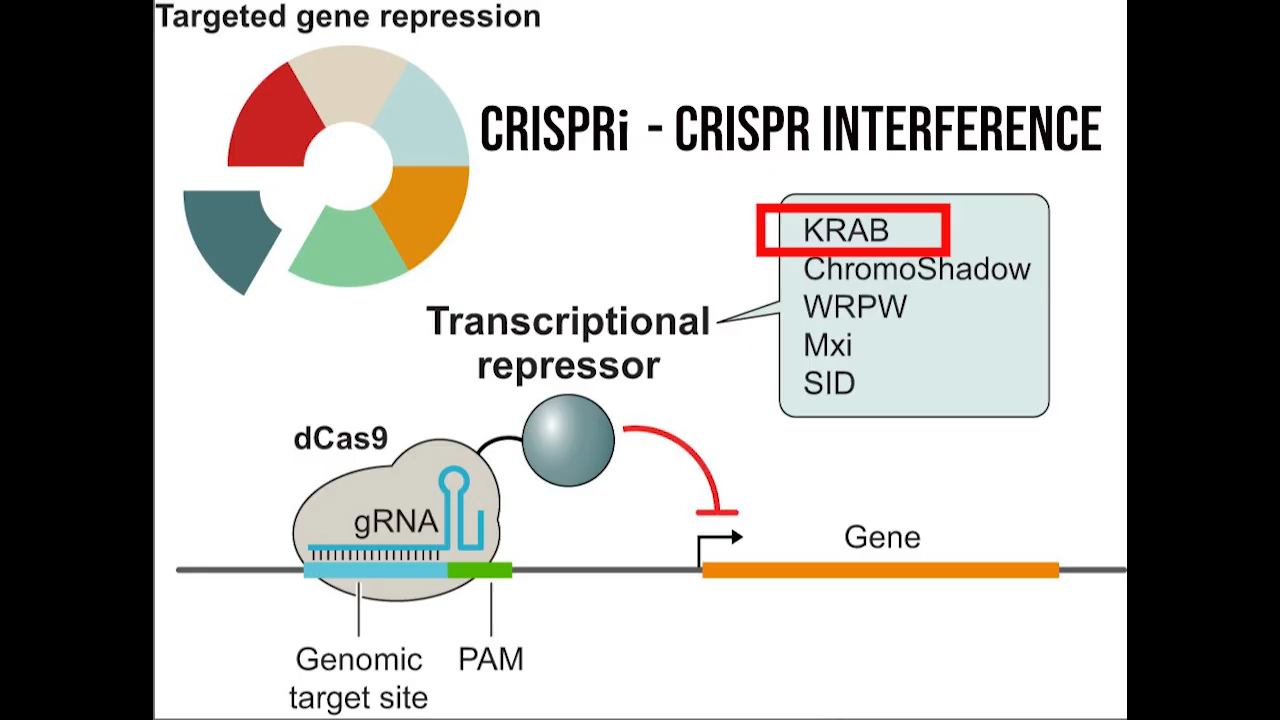 Targeted gene repression
CRISPRi - CRISPR INTERFERENCE
KRAB
ChromoShadow
WRPW
Mxi
SID
Transcriptional
repressor
dCas9
gRNA
Gene
Genomic
target site
PAM